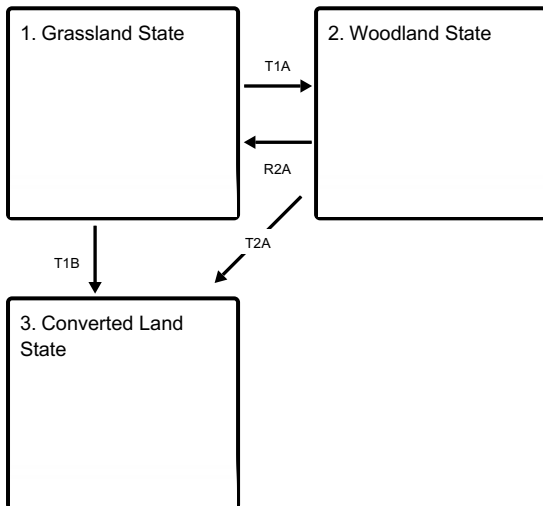 1. Grassland State
2. Woodland State
T1A
R2A
T1B
T2A
3. Converted Land
State